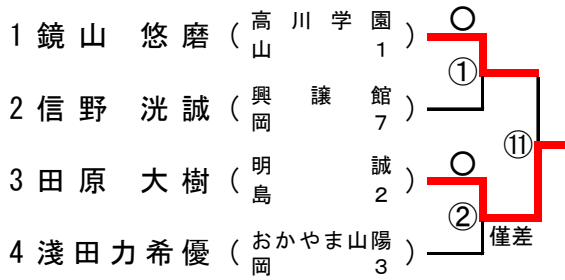 1 鏡山 悠磨 ( 高川学園 山 1 ) 〇
①
2 信野 洸誠 ( 興譲館 岡 7 )
⑪
3 田原 大樹 ( 明誠 島 2 ) 〇
② 僅差
4 淺田力希優 ( おかやま山陽 岡 3 )